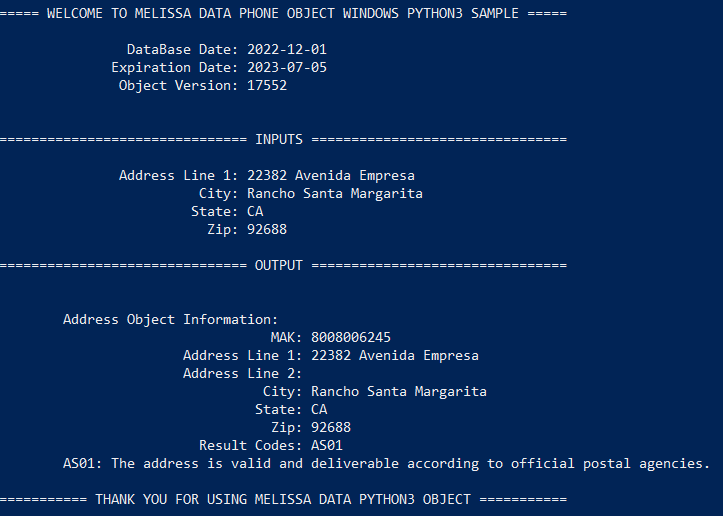 ===== WELCOME TO MELISSA DATA PHONE OBJECT WINDOWS PYTHON3 SAMPLE =====
DataBase Date: 2022-12-01
Expiration Date: 2023-07-05
Object Version: 17552
=============================== INPUTS ================================
Address Line 1: 22382 Avenida Empresa
City: Rancho Santa Margarita
State: CA
Zip: 92688
=============================== OUTPUT ================================
Address Object Information:
MAK: 8008006245
Address Line 1: 22382 Avenida Empresa
Address Line 2:
City: Rancho Santa Margarita
State: CA
Zip: 92688
Result Codes: AS01
AS01: The address is valid and deliverable according to official postal agencies.
=========== THANK YOU FOR USING MELISSA DATA PYTHON3 OBJECT ===========